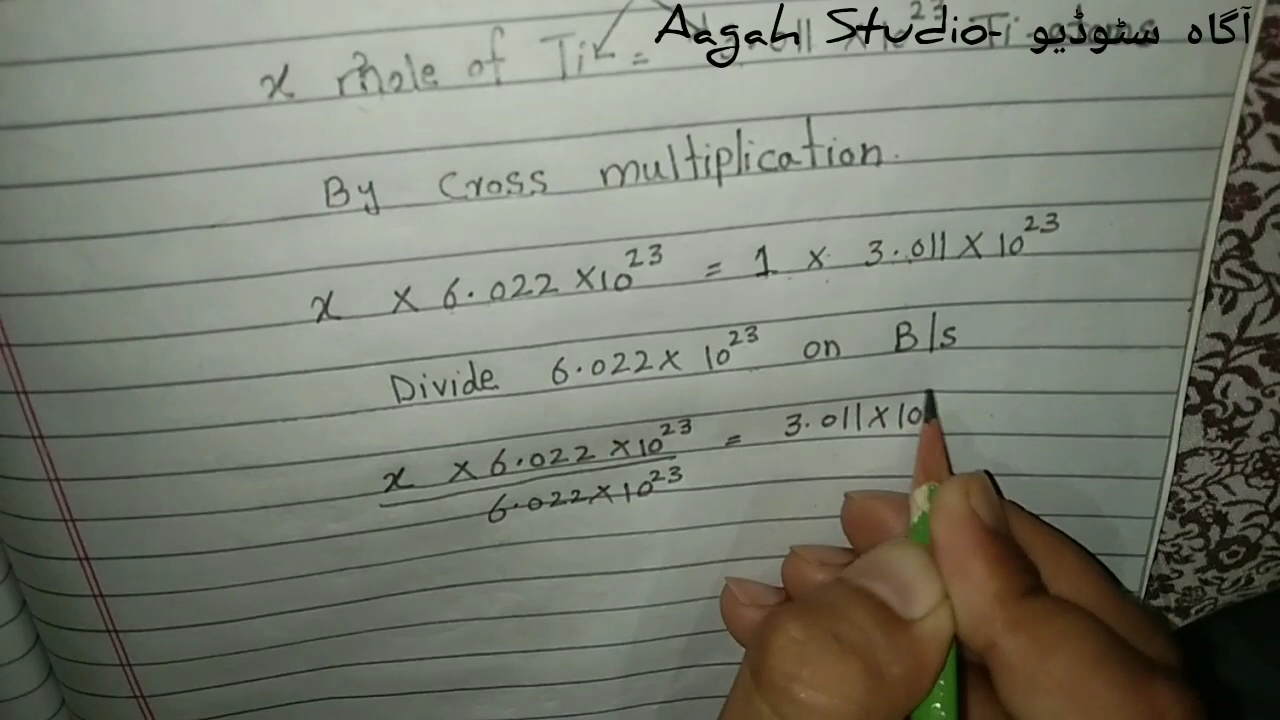 Aagah Studio- آگاہ سٹوڈیو
x mole of Ti =
By Cross multiplication.
x × 6.022 ×10²³ = 1 × 3.011 × 10²³
Divide 6.022 × 10²³ on B/s
x × 6.022 ×10²³ = 3.011 × 10
6.022 × 10²³